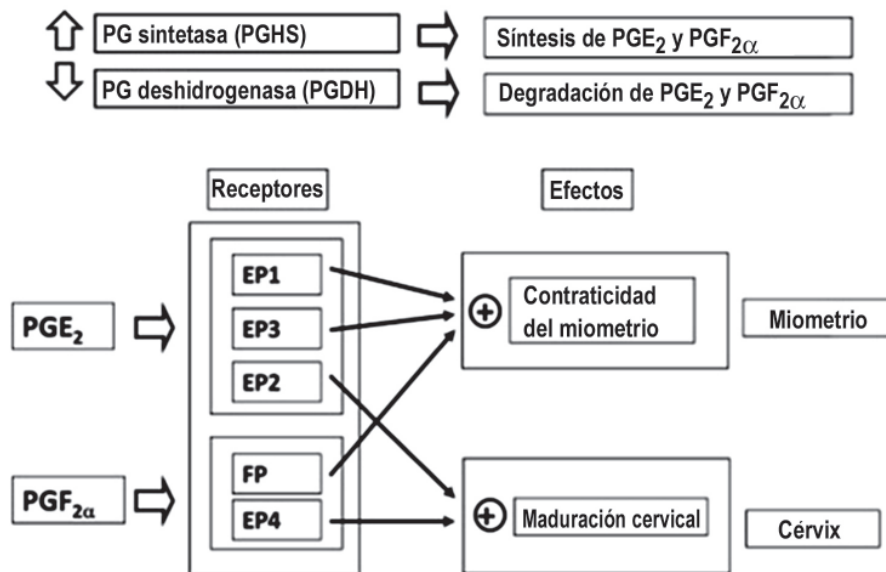 PG sintetasa (PGHS)
Síntesis de PGE2 y PGF2α
PG deshidrogenasa (PGDH)
Degradación de PGE2 y PGF2α
Receptores
Efectos
PGE2
EP1
EP3
EP2
+ Contraticidad
del miometrio
Miometrio
PGF2α
FP
EP4
+ Maduración cervical
Cérvix